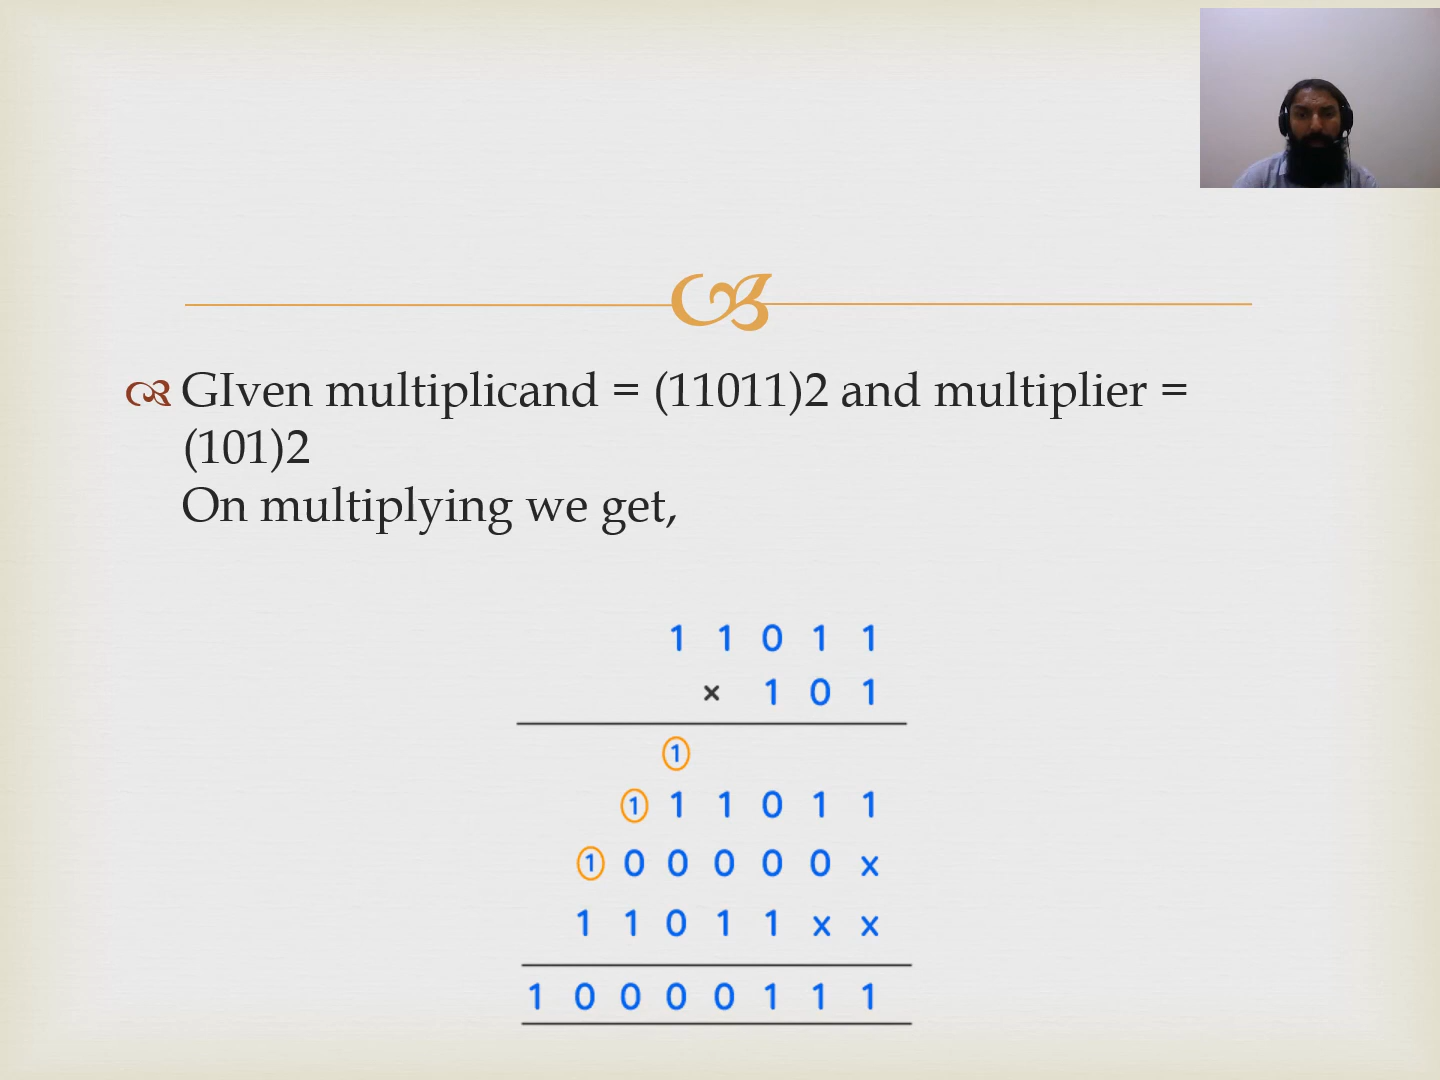 GIven multiplicand = (11011)2 and multiplier =
(101)2
On multiplying we get,
1 1 0 1 1
× 1 0 1
1
1 1 1 0 1 1
1 0 0 0 0 0 x
1 1 0 1 1 x x
1 0 0 0 0 1 1 1